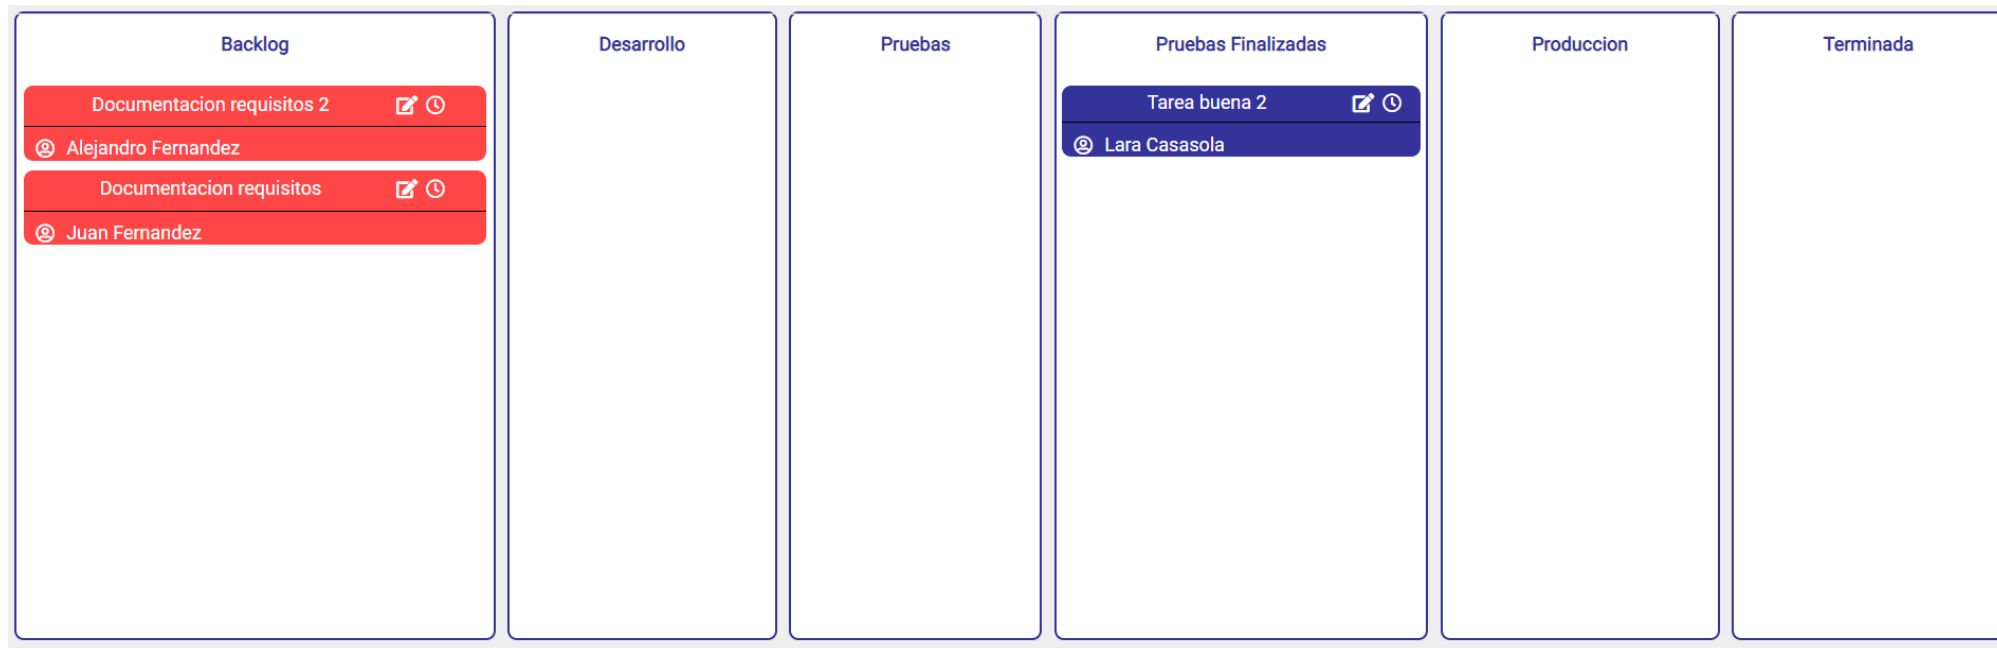 Backlog
Documentacion requisitos 2
Alejandro Fernandez
Documentacion requisitos
Juan Fernandez
Desarrollo
Pruebas
Pruebas Finalizadas
Tarea buena 2
Lara Casasola
Produccion
Terminada